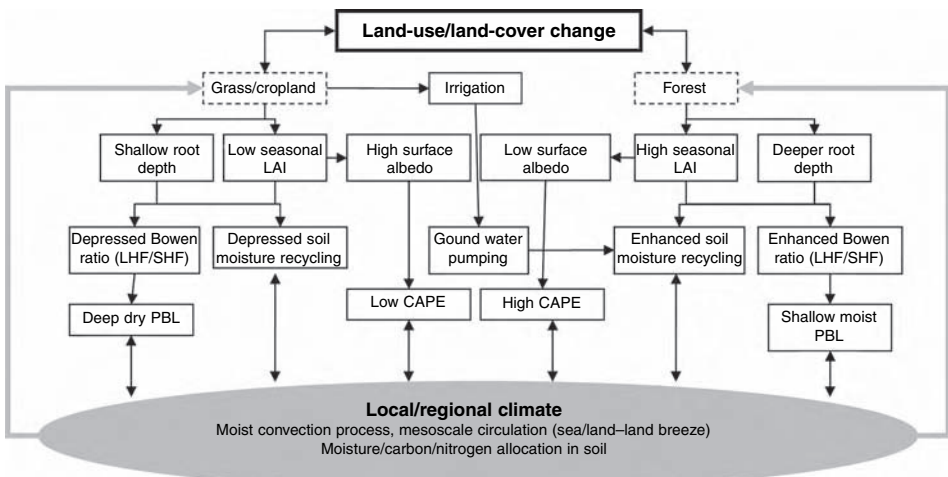 Land-use/land-cover change
Grass/cropland
Irrigation
Forest
Shallow root
depth
Low seasonal
LAI
High surface
albedo
Low surface
albedo
High seasonal
LAI
Deeper root
depth
Depressed Bowen
ratio (LHF/SHF)
Depressed soil
moisture recycling
Gound water
pumping
Enhanced soil
moisture recycling
Enhanced Bowen
ratio (LHF/SHF)
Deep dry PBL
Low CAPE
High CAPE
Shallow moist
PBL
Local/regional climate
Moist convection process, mesoscale circulation (sea/land–land breeze)
Moisture/carbon/nitrogen allocation in soil